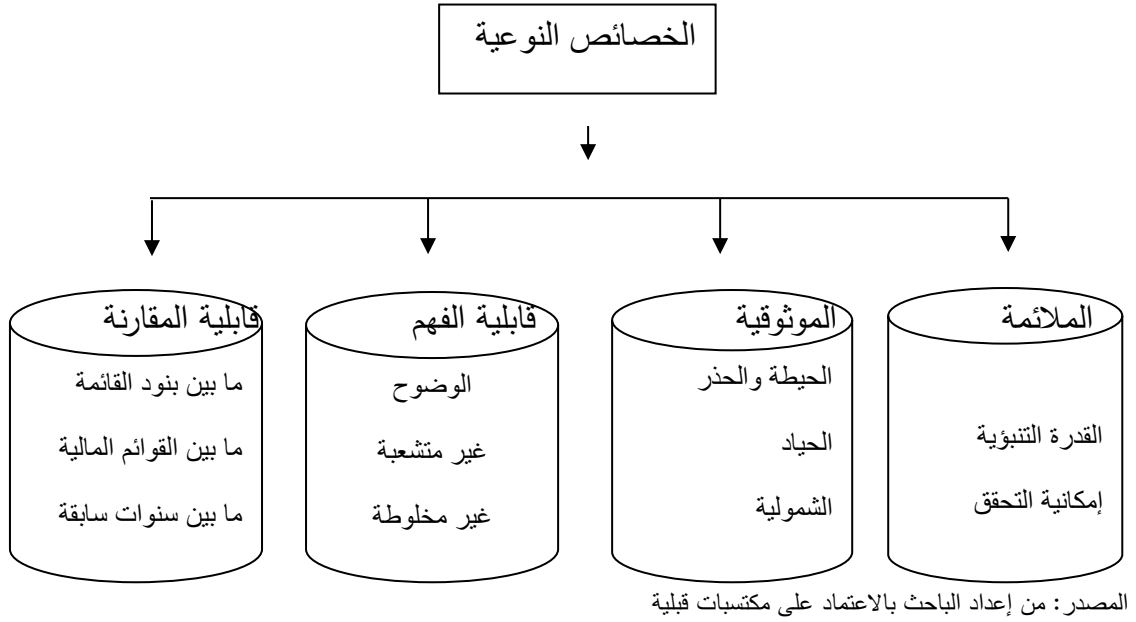 الخصائص النوعية
الملائمة
القدرة التنبؤية
إمكانية التحقق
الموثوقية
الحيطة والحذر
الحياد
الشمولية
قابلية الفهم
الوضوح
غير متشعبة
غير مخلوطة
قابلية المقارنة
ما بين بنود القائمة
ما بين القوائم المالية
ما بين سنوات سابقة
المصدر: من إعداد الباحث بالاعتماد على مكتسبات قبلية